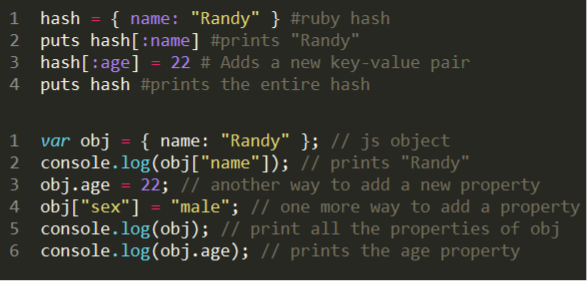 1 hash = { name: "Randy" } #ruby hash
2 puts hash[:name] #prints "Randy"
3 hash[:age] = 22 # Adds a new key-value pair
4 puts hash #prints the entire hash
1 var obj = { name: "Randy" }; // js object
2 console.log(obj["name"]); // prints "Randy"
3 obj.age = 22; // another way to add a new property
4 obj["sex"] = "male"; // one more way to add a property
5 console.log(obj); // print all the properties of obj
6 console.log(obj.age); // prints the age property